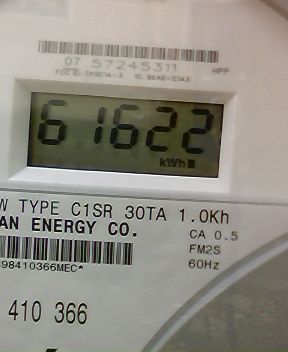 07 57245311
HPP
61622
kWh
W TYPE C1SR 30TA 1.0Kh
AN ENERGY CO.
CA 0.5
FM2S
60Hz
98410366MEC*
410 366